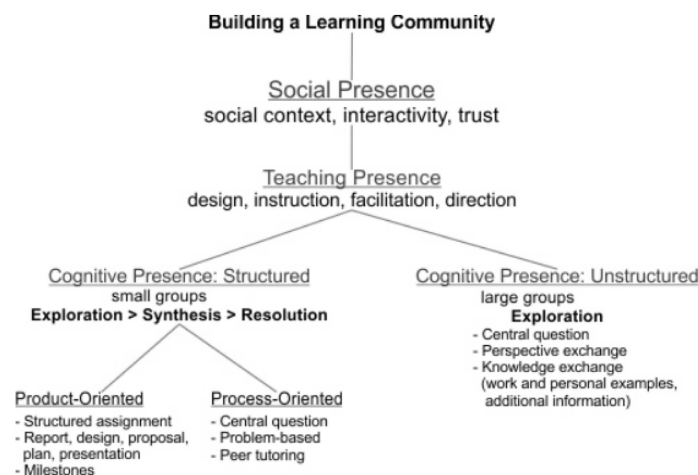 Building a Learning Community
Social Presence
social context, interactivity, trust
Teaching Presence
design, instruction, facilitation, direction
Cognitive Presence: Structured
small groups
Exploration > Synthesis > Resolution
Product-Oriented
- Structured assignment
- Report, design, proposal,
plan, presentation
- Milestones
Process-Oriented
- Central question
- Problem-based
- Peer tutoring
Cognitive Presence: Unstructured
large groups
Exploration
- Central question
- Perspective exchange
- Knowledge exchange
(work and personal examples,
additional information)